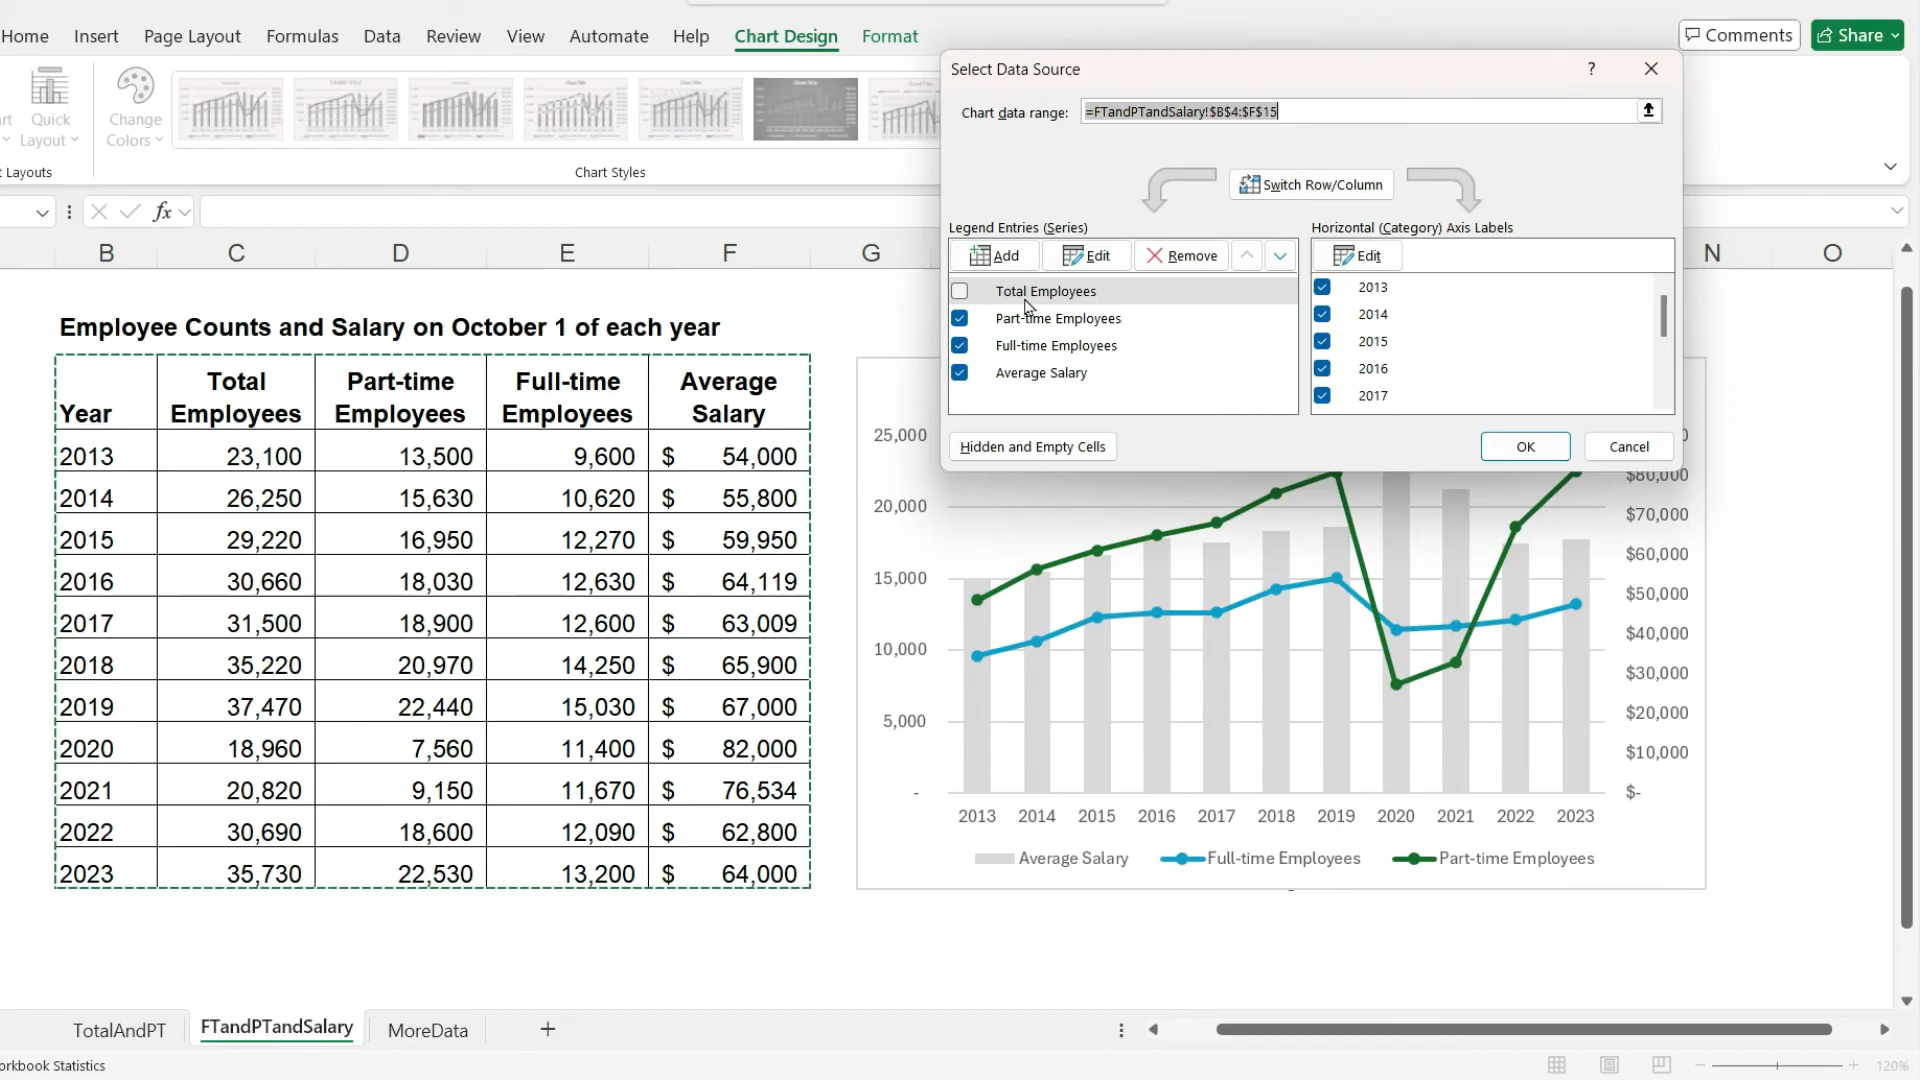 Home Insert Page Layout Formulas Data Review View Automate Help Chart Design Format
Comments
Share
Quick
Layout
Change
Colors
Layouts
Chart Styles
fx
Select Data Source
?
Chart data range: =FTandPTandSalary!$B$4:$F$15
Switch Row/Column
Legend Entries (Series)
Add Edit Remove
Total Employees
Part-time Employees
Full-time Employees
Average Salary
Horizontal (Category) Axis Labels
Edit
2013
2014
2015
2016
2017
Hidden and Empty Cells
OK Cancel
B C D E F G N O
Employee Counts and Salary on October 1 of each year
Year Total Employees Part-time Employees Full-time Employees Average Salary
2013 23,100 13,500 9,600 $ 54,000
2014 26,250 15,630 10,620 $ 55,800
2015 29,220 16,950 12,270 $ 59,950
2016 30,660 18,030 12,630 $ 64,119
2017 31,500 18,900 12,600 $ 63,009
2018 35,220 20,970 14,250 $ 65,900
2019 37,470 22,440 15,030 $ 67,000
2020 18,960 7,560 11,400 $ 82,000
2021 20,820 9,150 11,670 $ 76,534
2022 30,690 18,600 12,090 $ 62,800
2023 35,730 22,530 13,200 $ 64,000
25,000
20,000
15,000
10,000
5,000
-
$80,000
$70,000
$60,000
$50,000
$40,000
$30,000
$20,000
$10,000
$-
2013 2014 2015 2016 2017 2018 2019 2020 2021 2022 2023
Average Salary Full-time Employees Part-time Employees
TotalAndPT FTandPTandSalary MoreData +
orkbook Statistics
120%